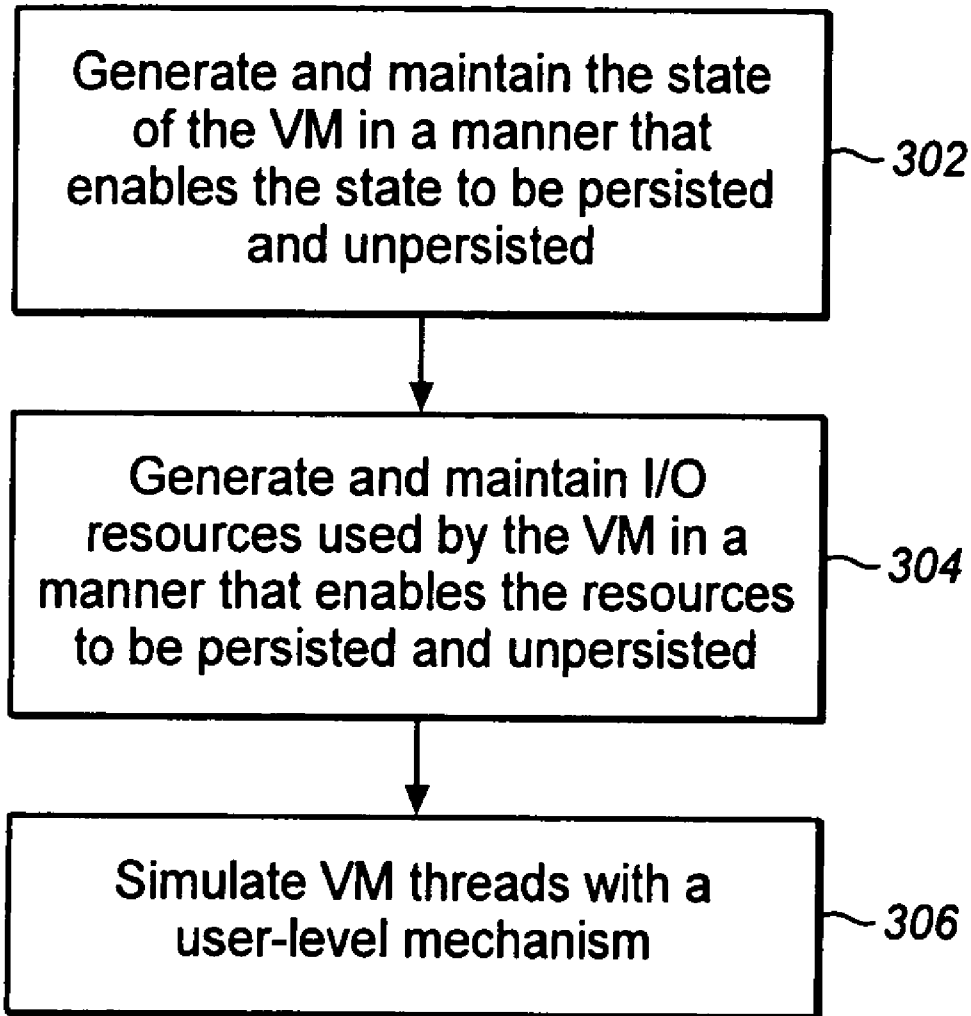 Generate and maintain the state
of the VM in a manner that
enables the state to be persisted
and unpersisted
302
Generate and maintain I/O
resources used by the VM in a
manner that enables the resources
to be persisted and unpersisted
304
Simulate VM threads with a
user-level mechanism
306